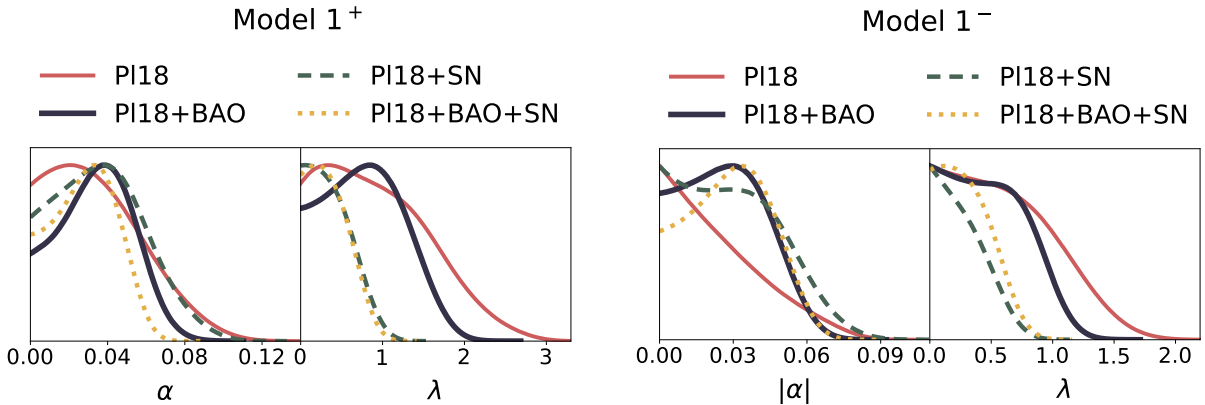 Model 1⁺
Pl18
Pl18+SN
Pl18+BAO
Pl18+BAO+SN
0.00 0.04 0.08 0.12 0 1 2 3
α λ
Model 1⁻
Pl18
Pl18+SN
Pl18+BAO
Pl18+BAO+SN
0.00 0.03 0.06 0.09 0.0 0.5 1.0 1.5 2.0
|α| λ